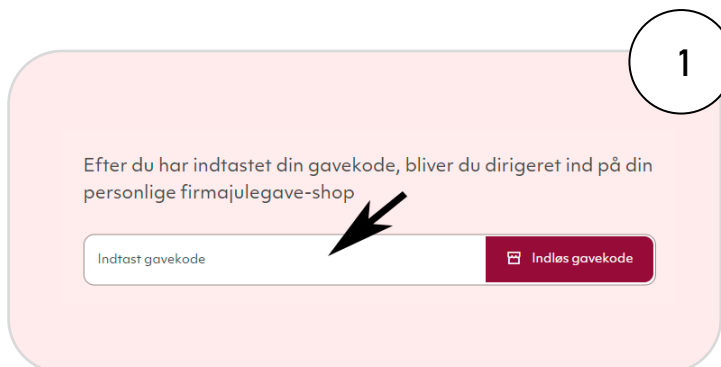 1
Efter du har indtastet din gavekode, bliver du dirigeret ind på din
personlige firmajulegave-shop
Indtast gavekode
Indløs gavekode